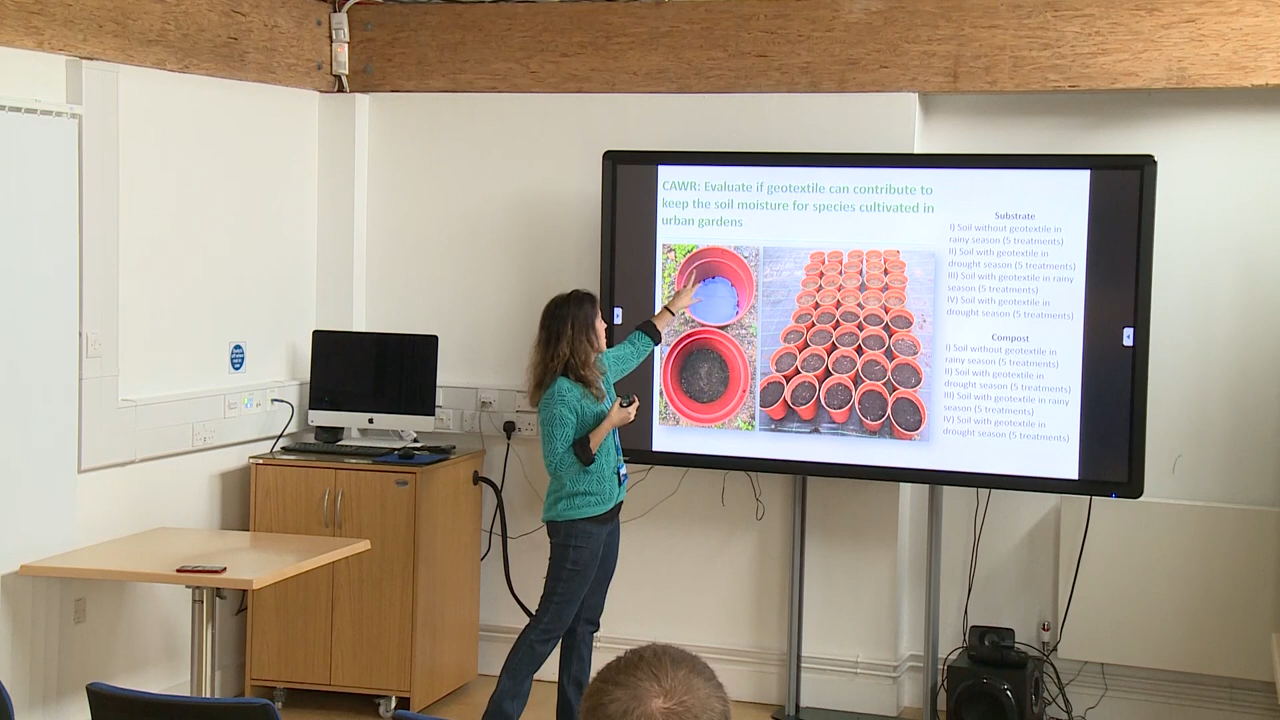 CAWR: Evaluate if geotextile can contribute to
keep the soil moisture for species cultivated in
urban gardens
Substrate
I) Soil without geotextile in
rainy season (5 treatments)
II) Soil with geotextile in
drought season (5 treatments)
III) Soil with geotextile in rainy
season (5 treatments)
IV) Soil with geotextile in
drought season (5 treatments)
Compost
I) Soil without geotextile in
rainy season (5 treatments)
II) Soil with geotextile in
drought season (5 treatments)
III) Soil with geotextile in rainy
season (5 treatments)
IV) Soil with geotextile in
drought season (5 treatments)